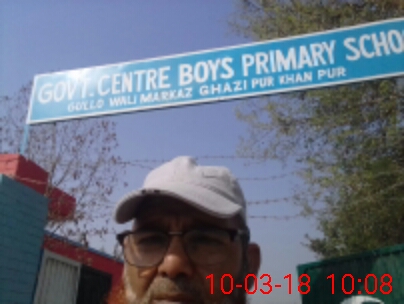 GOVT. CENTRE BOYS PRIMARY SCHO
GOLLO WALI MARKAZ GHAZI PUR KHAN PUR
10-03-18 10:08